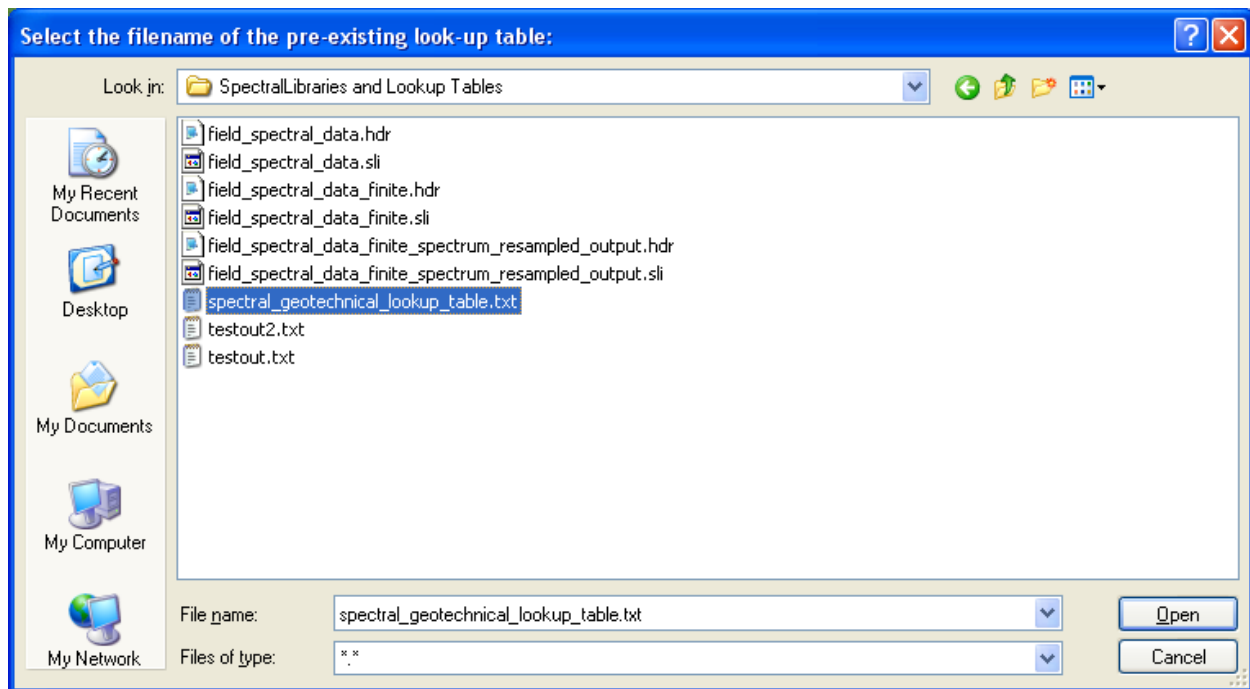 Select the filename of the pre-existing look-up table:
Look in: SpectralLibraries and Lookup Tables
My Recent
Documents
Desktop
My Documents
My Computer
My Network
field_spectral_data.hdr
field_spectral_data.sli
field_spectral_data_finite.hdr
field_spectral_data_finite.sli
field_spectral_data_finite_spectrum_resampled_output.hdr
field_spectral_data_finite_spectrum_resampled_output.sli
spectral_geotechnical_lookup_table.txt
testout2.txt
testout.txt
File name: spectral_geotechnical_lookup_table.txt Open
Files of type: *.* Cancel